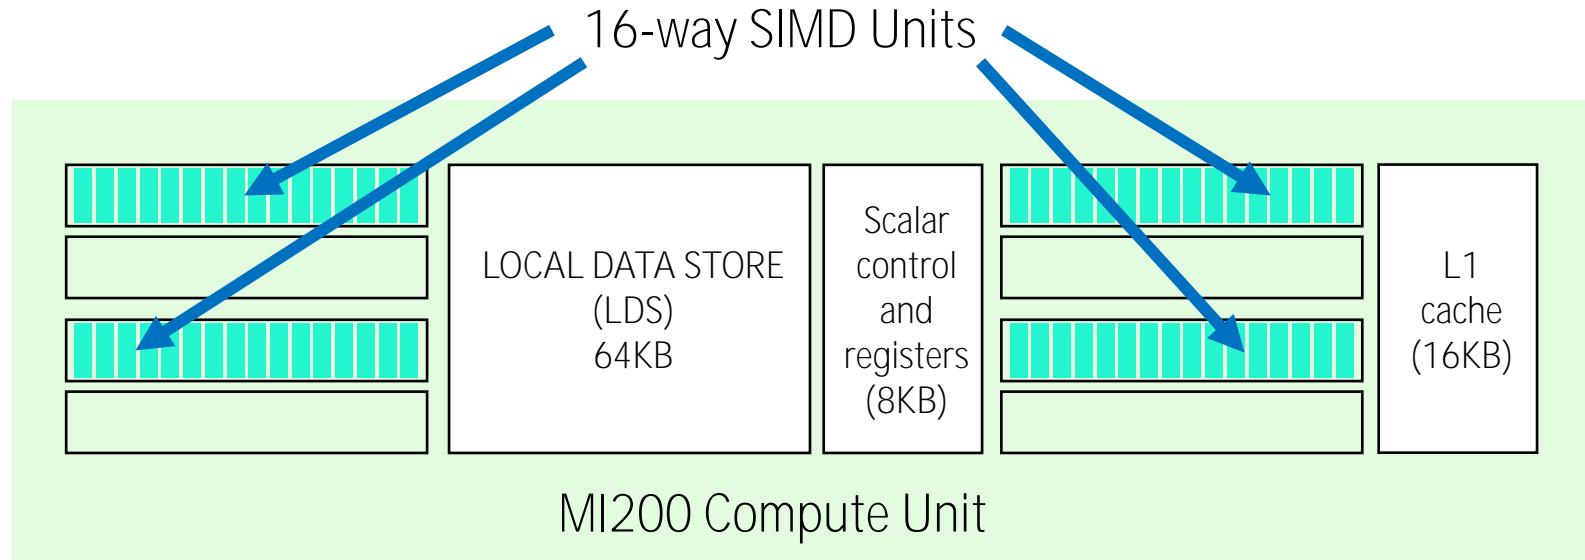 16-way SIMD Units
LOCAL DATA STORE
(LDS)
64KB
Scalar
control
and
registers
(8KB)
L1
cache
(16KB)
MI200 Compute Unit